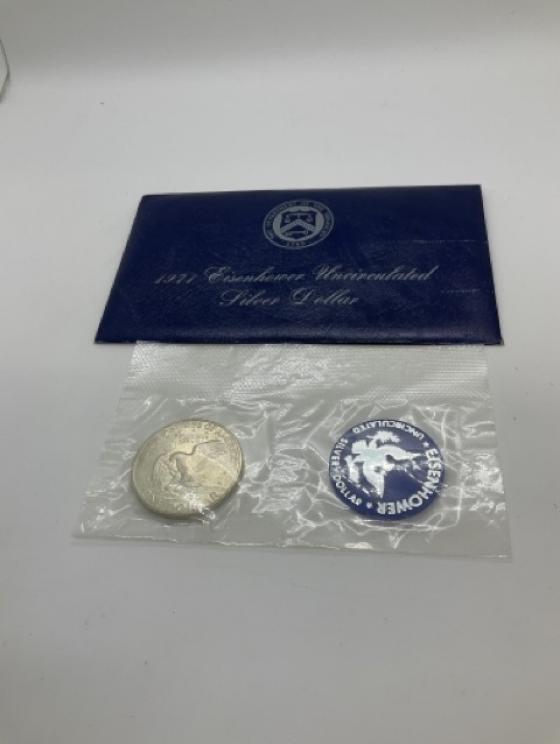 1971 Eisenhower Uncirculated
Silver Dollar
EISENHOWER
★ UNCIRCULATED ★
SILVER DOLLAR